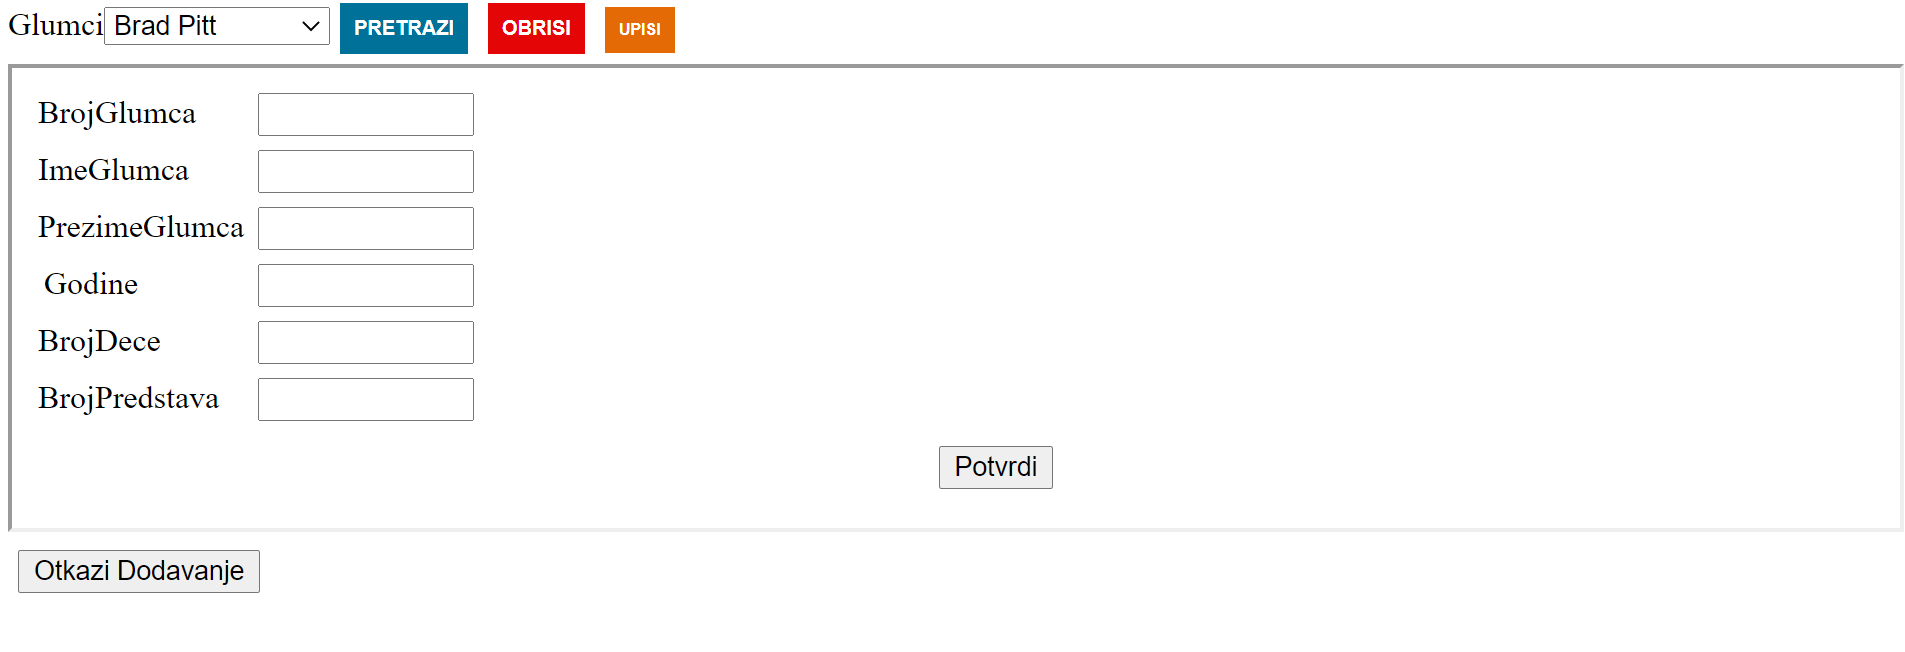 Glumci Brad Pitt PRETRAZI OBRISI UPISI
BrojGlumca
ImeGlumca
PrezimeGlumca
Godine
BrojDece
BrojPredstava
Potvrdi
Otkazi Dodavanje